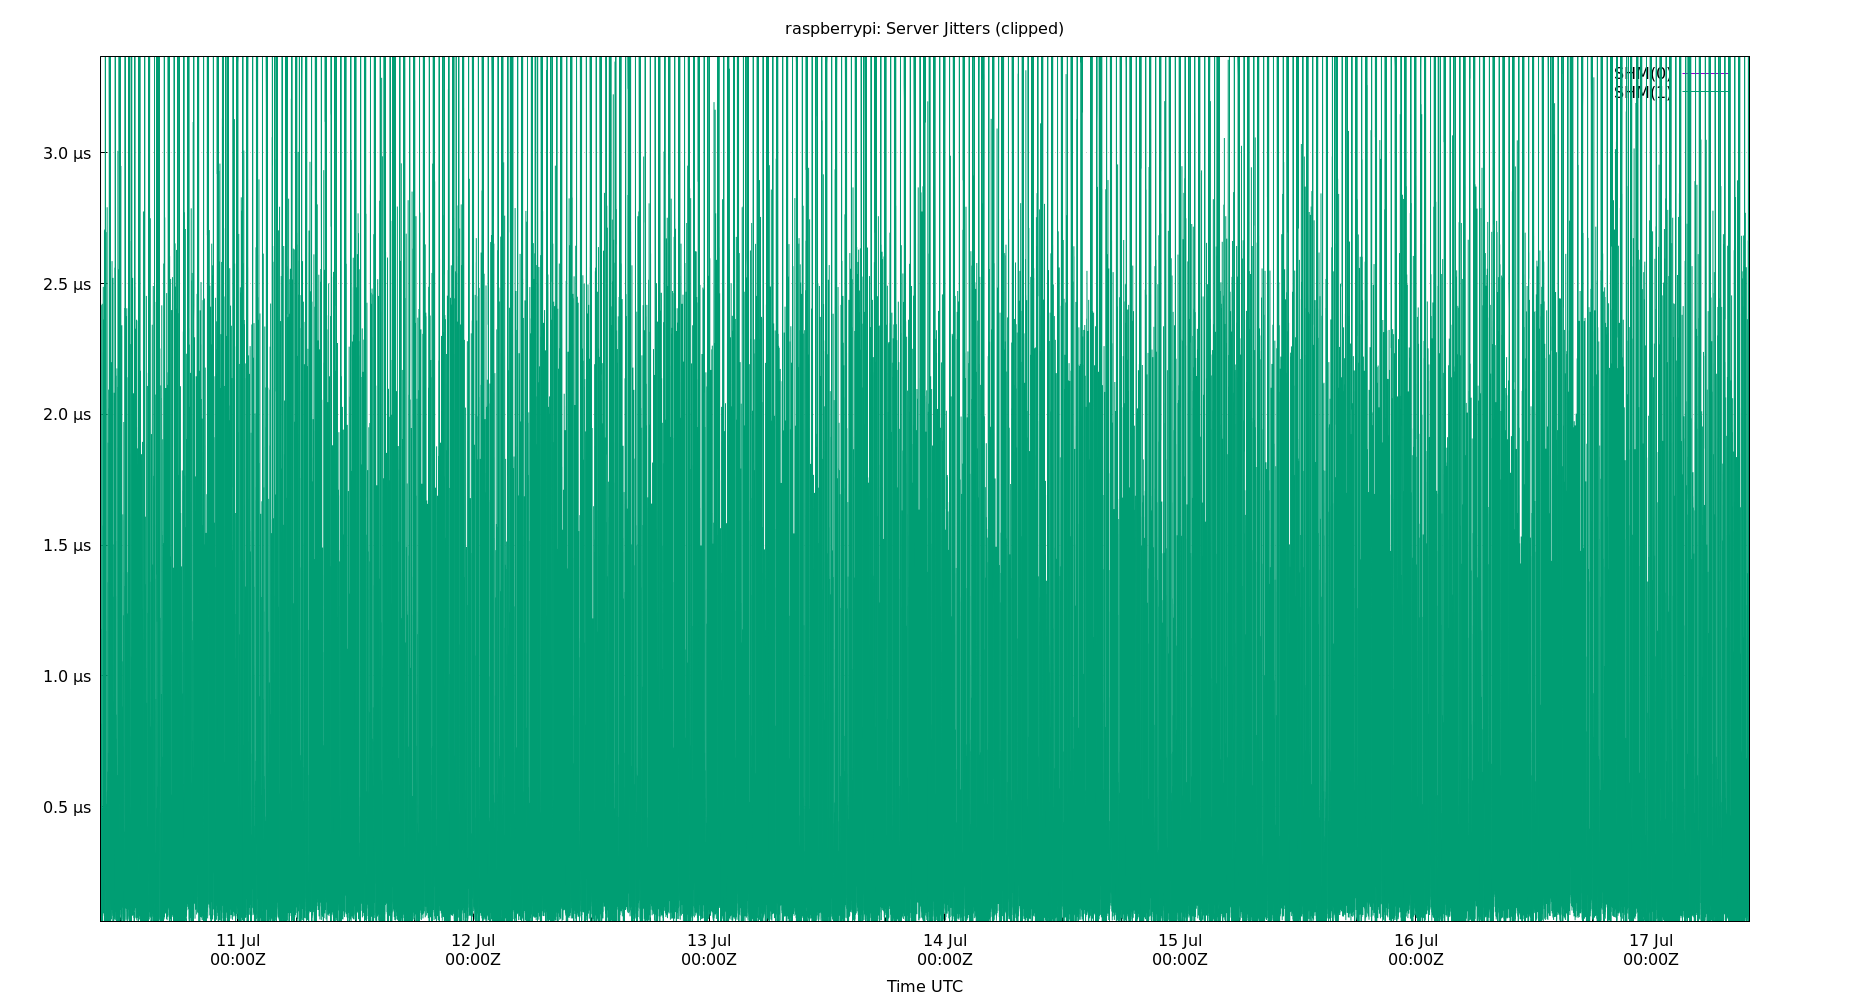 raspberrypi: Server Jitters (clipped)
SHM(0)
SHM(1)
3.0 µs
2.5 µs
2.0 µs
1.5 µs
1.0 µs
0.5 µs
11 Jul 12 Jul 13 Jul 14 Jul 15 Jul 16 Jul 17 Jul
00:00Z 00:00Z 00:00Z 00:00Z 00:00Z 00:00Z 00:00Z
Time UTC